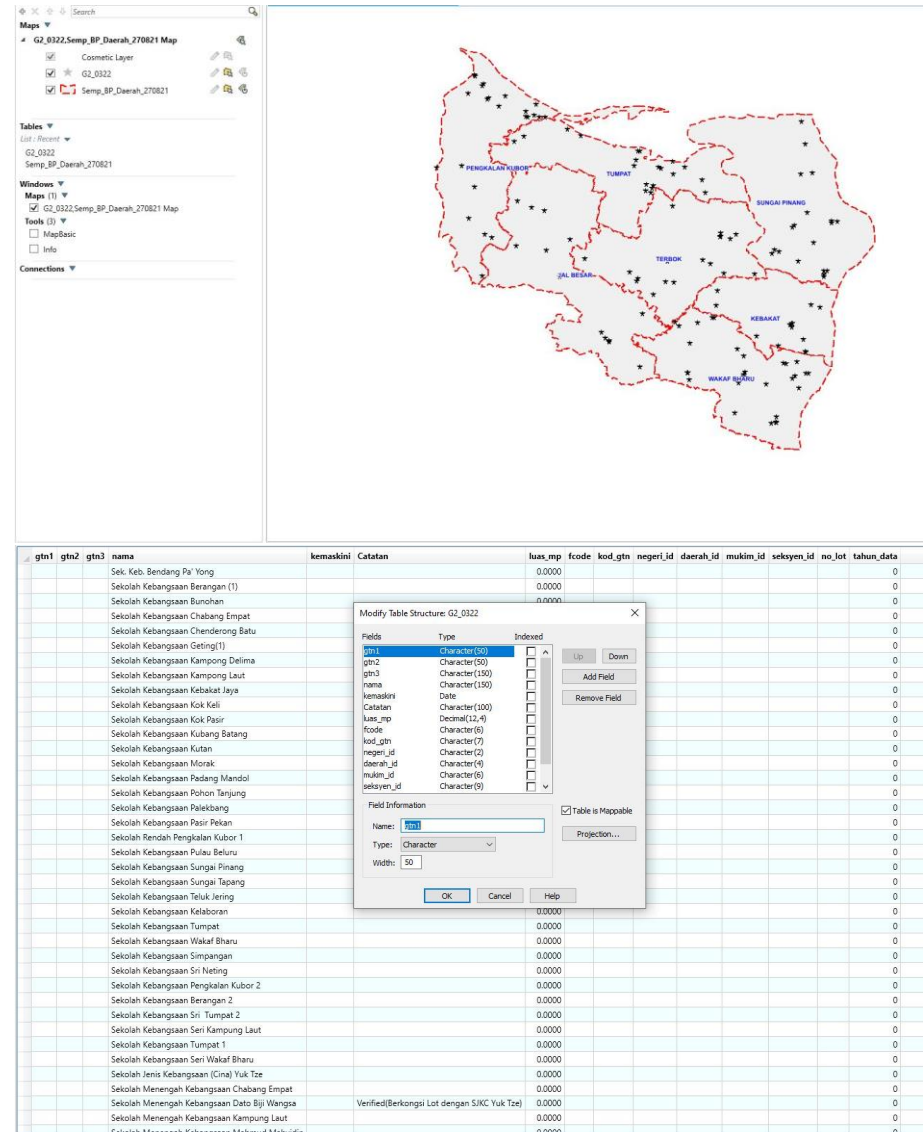 Search
Maps
G2_0322,Semp_BP_Daerah_270821 Map
Cosmetic Layer
G2_0322
Semp_BP_Daerah_270821
Tables
List : Recent
G2_0322
Semp_BP_Daerah_270821
Windows
Maps (1)
G2_0322,Semp_BP_Daerah_270821 Map
Tools (3)
MapBasic
Info
Connections
PENGKALAN KUBOR
TUMPAT
SUNGAI PINANG
TERBOK
JAL BESAR
KEBAKAT
WAKAF BHARU
gtn1 gtn2 gtn3 nama kemaskini Catatan luas_mp fcode kod_gtn negeri_id daerah_id mukim_id seksyen_id no_lot tahun_data
Sek. Keb. Bendang Pa' Yong 0.0000 0
Sekolah Kebangsaan Berangan (1) 0.0000 0
Sekolah Kebangsaan Bunohan 0.0000 0
Sekolah Kebangsaan Chabang Empat 0
Sekolah Kebangsaan Chenderong Batu 0
Sekolah Kebangsaan Geting(1) 0
Sekolah Kebangsaan Kampong Delima 0
Sekolah Kebangsaan Kampong Laut 0
Sekolah Kebangsaan Kebakat Jaya 0
Sekolah Kebangsaan Kok Keli 0
Sekolah Kebangsaan Kok Pasir 0
Sekolah Kebangsaan Kubang Batang 0
Sekolah Kebangsaan Kutan 0
Sekolah Kebangsaan Morak 0
Sekolah Kebangsaan Padang Mandol 0
Sekolah Kebangsaan Pohon Tanjung 0
Sekolah Kebangsaan Palekbang 0
Sekolah Kebangsaan Pasir Pekan 0
Sekolah Rendah Pengkalan Kubor 1 0
Sekolah Kebangsaan Pulau Beluru 0
Sekolah Kebangsaan Sungai Pinang 0
Sekolah Kebangsaan Sungai Tapang 0
Sekolah Kebangsaan Teluk Jering 0
Sekolah Kebangsaan Kelaboran 0.0000 0
Sekolah Kebangsaan Tumpat 0.0000 0
Sekolah Kebangsaan Wakaf Bharu 0.0000 0
Sekolah Kebangsaan Simpangan 0.0000 0
Sekolah Kebangsaan Sri Neting 0.0000 0
Sekolah Kebangsaan Pengkalan Kubor 2 0.0000 0
Sekolah Kebangsaan Berangan 2 0.0000 0
Sekolah Kebangsaan Sri Tumpat 2 0.0000 0
Sekolah Kebangsaan Seri Kampung Laut 0.0000 0
Sekolah Kebangsaan Tumpat 1 0.0000 0
Sekolah Kebangsaan Seri Wakaf Bharu 0.0000 0
Sekolah Jenis Kebangsaan (Cina) Yuk Tze 0.0000 0
Sekolah Menengah Kebangsaan Chabang Empat 0.0000 0
Sekolah Menengah Kebangsaan Dato Biji Wangsa Verified(Berkongsi Lot dengan SJKC Yuk Tze) 0.0000 0
Sekolah Menengah Kebangsaan Kampung Laut 0.0000 0
Sekolah Menengah Kebangsaan Mahmud Mahyidin 0.0000 0
Modify Table Structure: G2_0322
Fields Type Indexed
gtn1 Character(50)
gtn2 Character(50)
gtn3 Character(150)
nama Character(150)
kemaskini Date
Catatan Character(100)
luas_mp Decimal(12,4)
fcode Character(6)
kod_gtn Character(7)
negeri_id Character(2)
daerah_id Character(4)
mukim_id Character(6)
seksyen_id Character(9)
Up Down
Add Field
Remove Field
Field Information
Name: gtn1
Type: Character
Width: 50
Table is Mappable
Projection...
OK Cancel Help